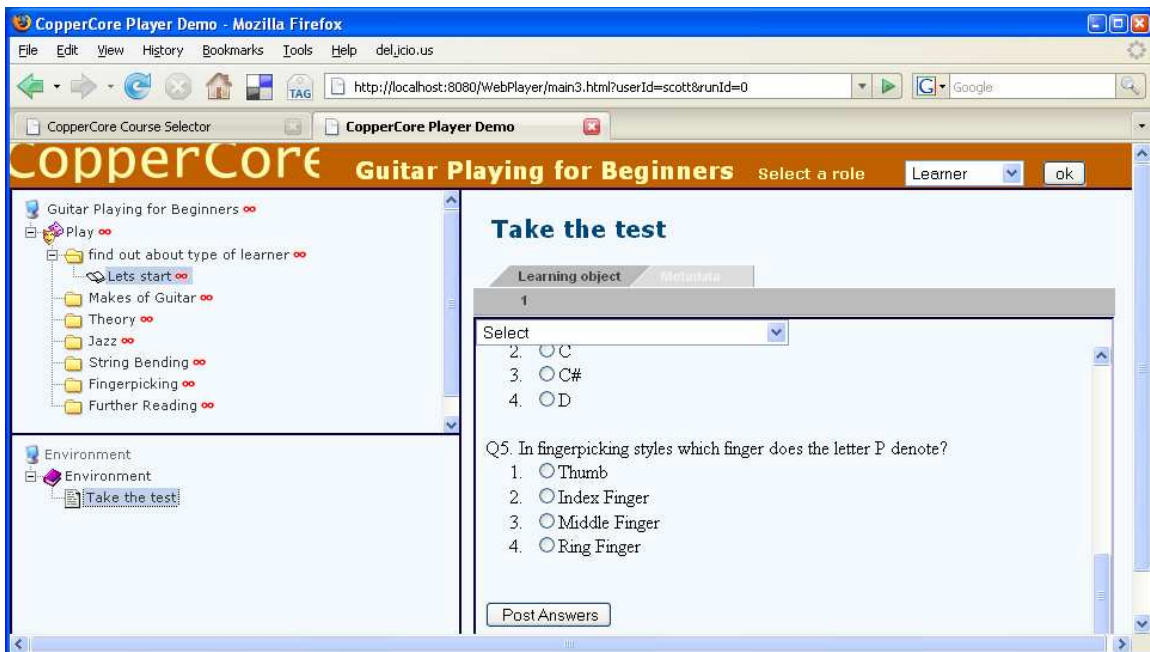 CopperCore Player Demo - Mozilla Firefox
File Edit View History Bookmarks Tools Help del.icio.us
TAG http://localhost:8080/WebPlayer/main3.html?userId=scott&runId=0 G Google
CopperCore Course Selector CopperCore Player Demo
CopperCore Guitar Playing for Beginners Select a role Learner ok
Guitar Playing for Beginners
Play
find out about type of learner
Lets start
Makes of Guitar
Theory
Jazz
String Bending
Fingerpicking
Further Reading
Environment
Environment
Take the test
Take the test
Learning object Metadata
1
Select
2. C
3. C#
4. D
Q5. In fingerpicking styles which finger does the letter P denote?
1. Thumb
2. Index Finger
3. Middle Finger
4. Ring Finger
Post Answers